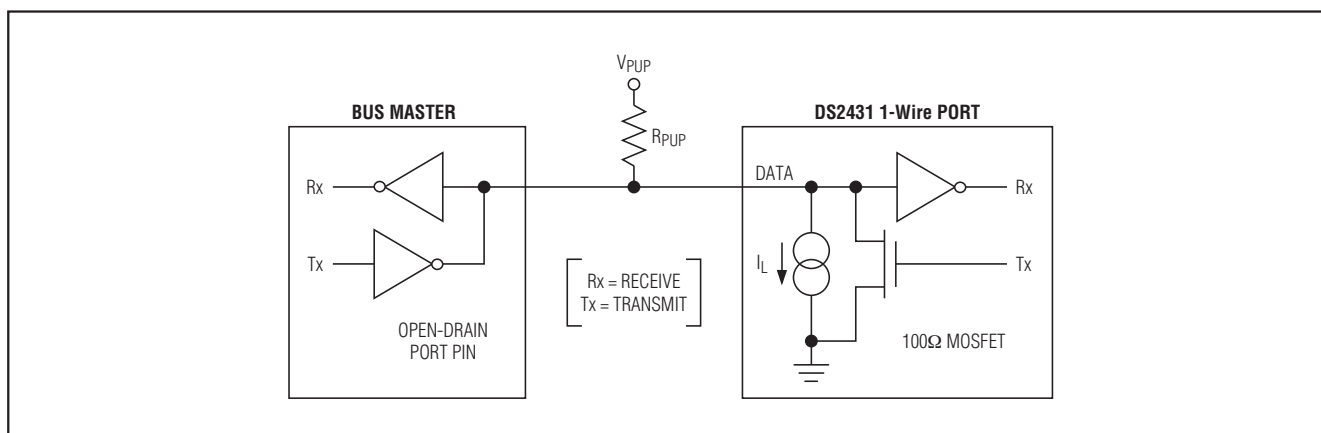 V_PUP
BUS MASTER
DS2431 1-Wire PORT
R_PUP
Rx
DATA
Rx
Tx
I_L
Tx
Rx = RECEIVE
Tx = TRANSMIT
OPEN-DRAIN
PORT PIN
100Ω MOSFET